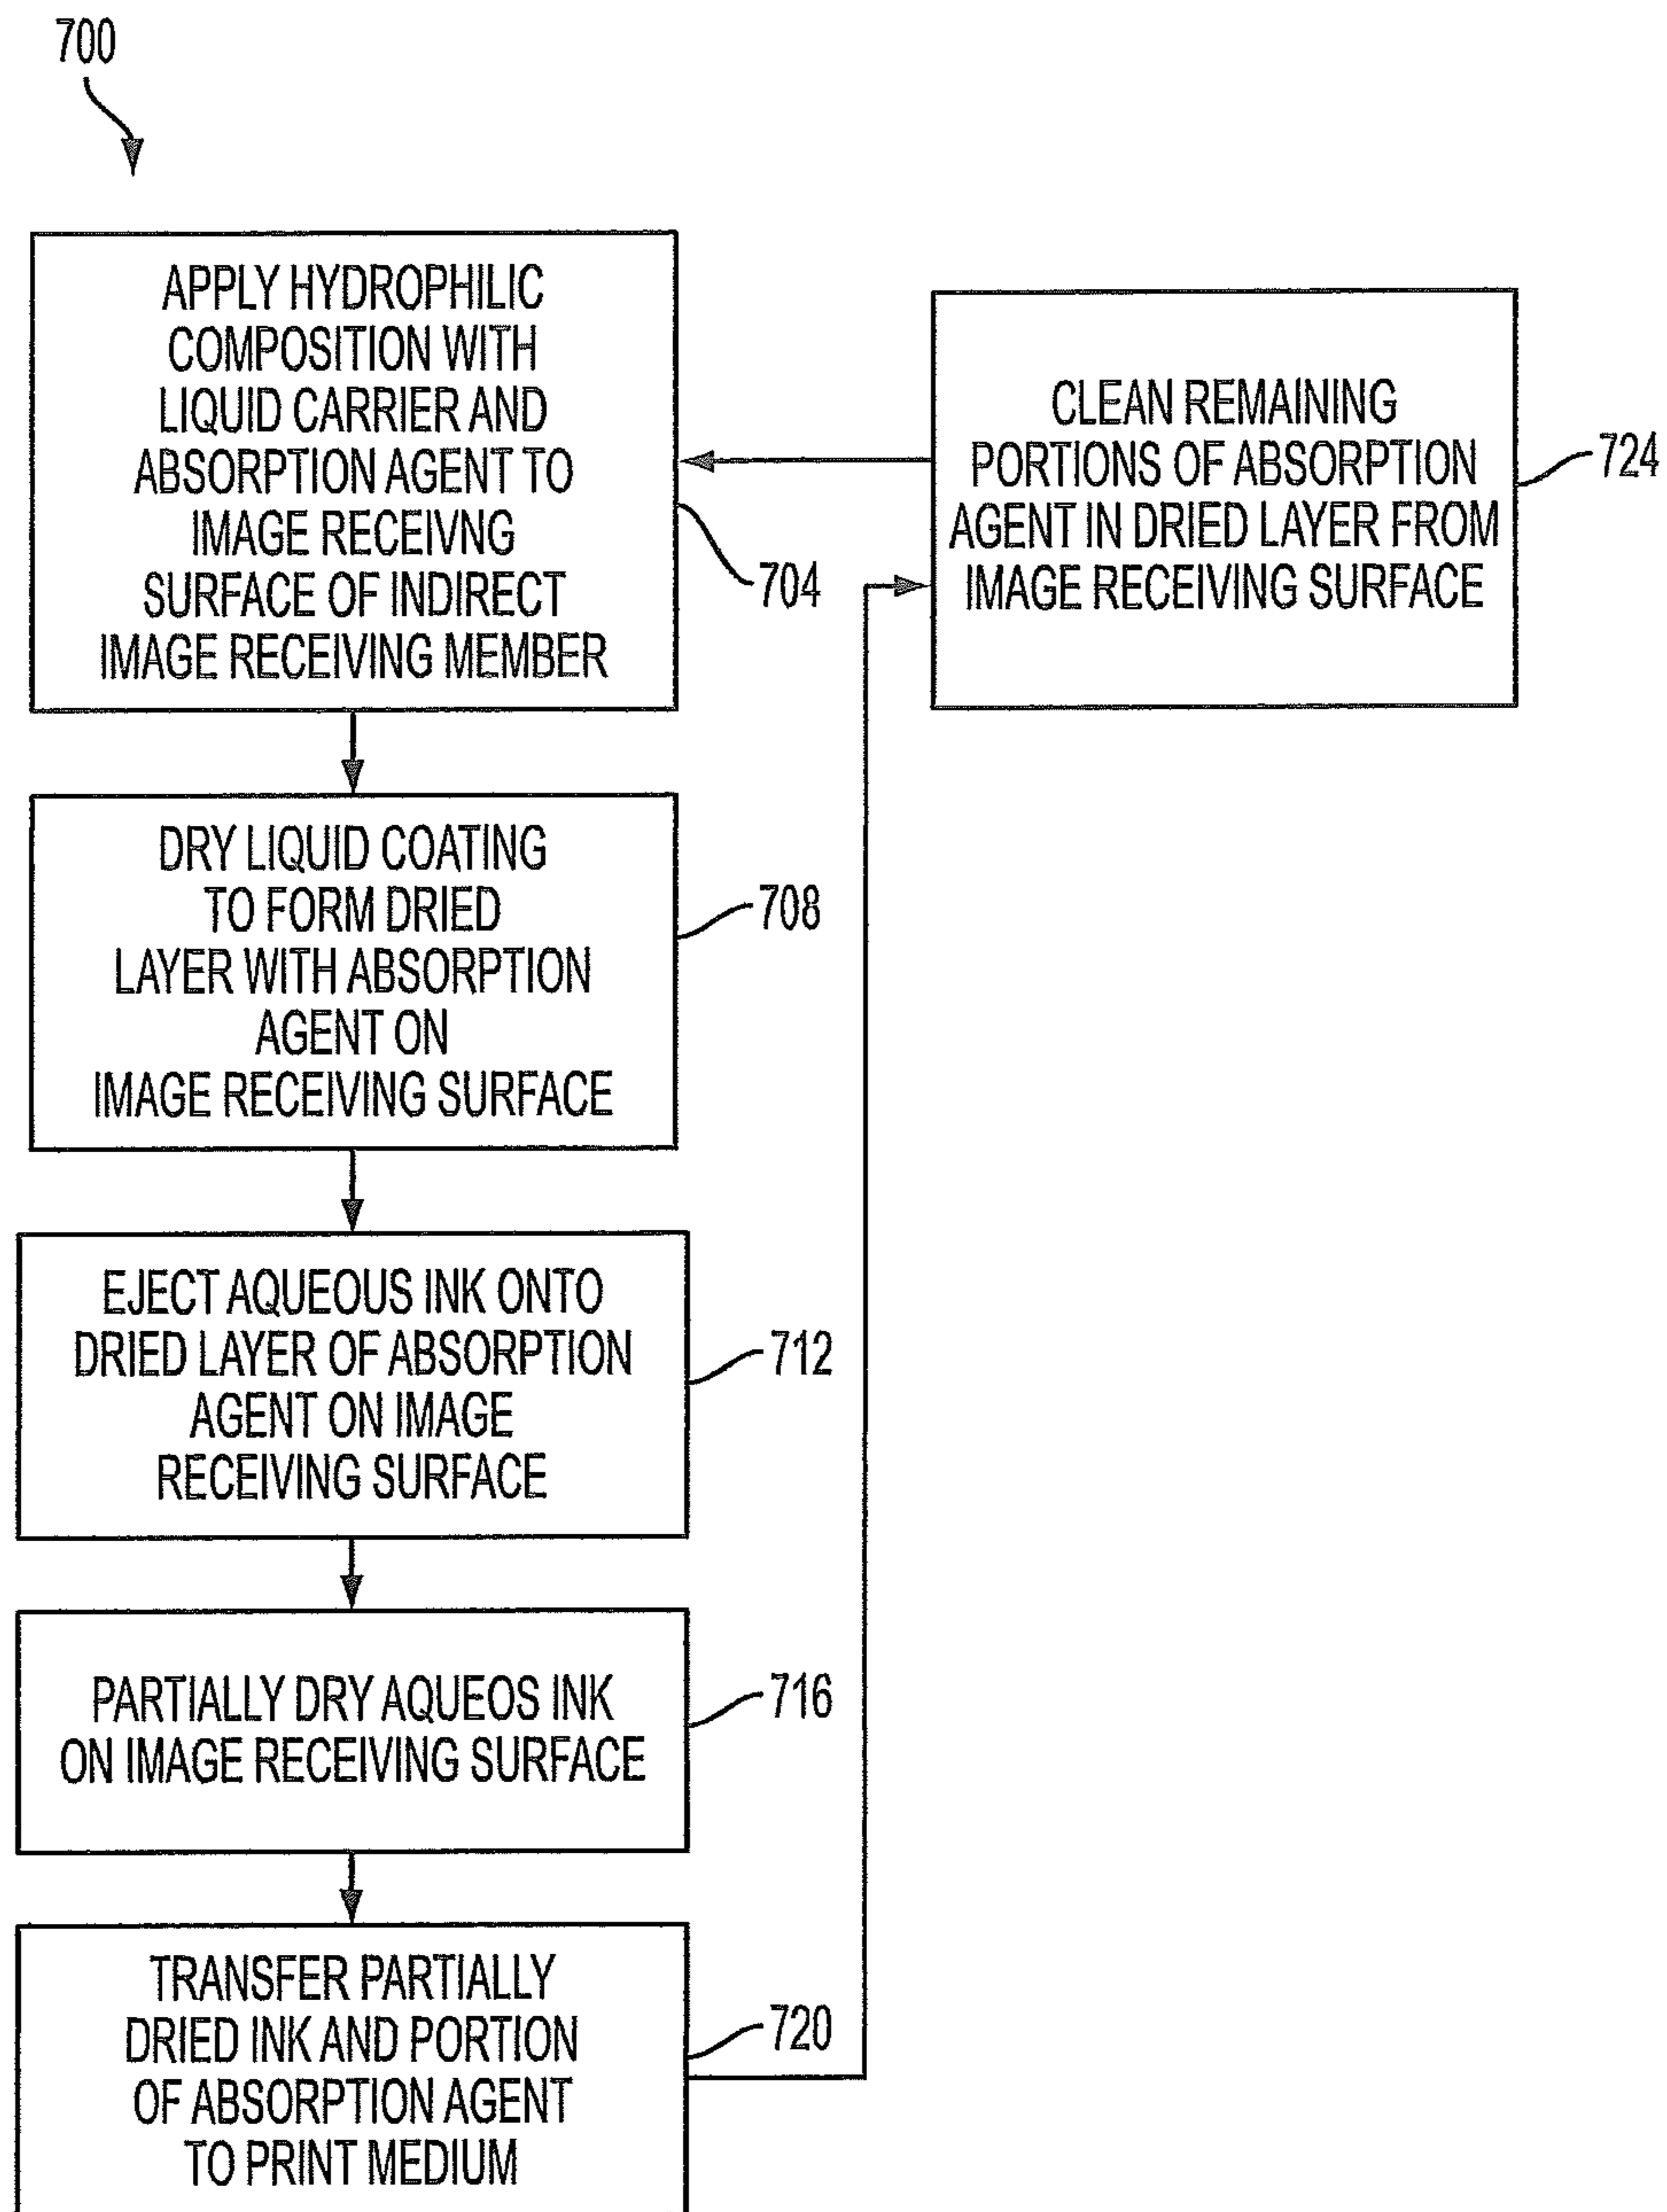 700
APPLY HYDROPHILIC
COMPOSITION WITH
LIQUID CARRIER AND
ABSORPTION AGENT TO
IMAGE RECEIVNG
SURFACE OF INDIRECT
IMAGE RECEIVING MEMBER
704
CLEAN REMAINING
PORTIONS OF ABSORPTION
AGENT IN DRIED LAYER FROM
IMAGE RECEIVING SURFACE
724
DRY LIQUID COATING
TO FORM DRIED
LAYER WITH ABSORPTION
AGENT ON
IMAGE RECEIVING SURFACE
708
EJECT AQUEOUS INK ONTO
DRIED LAYER OF ABSORPTION
AGENT ON IMAGE
RECEIVING SURFACE
712
PARTIALLY DRY AQUEOS INK
ON IMAGE RECEIVING SURFACE
716
TRANSFER PARTIALLY
DRIED INK AND PORTION
OF ABSORPTION AGENT
TO PRINT MEDIUM
720